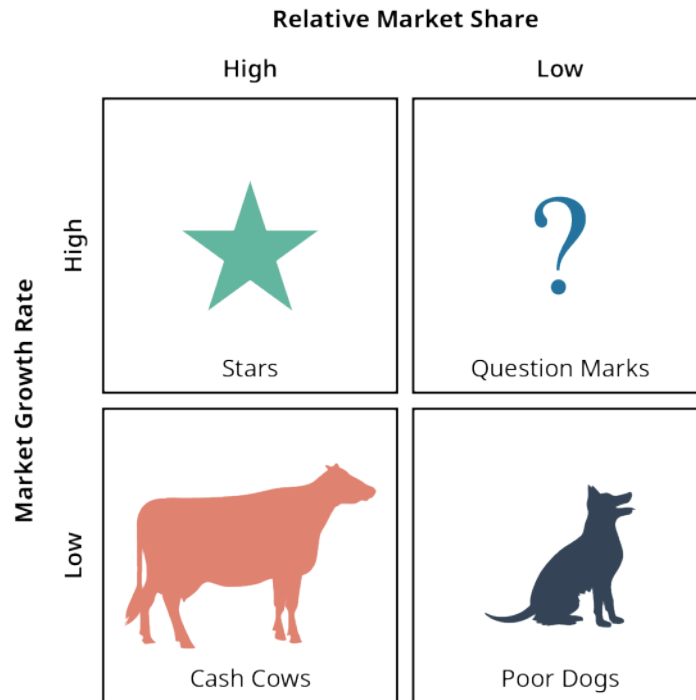 Relative Market Share
High
Low
Market Growth Rate
High
?
Stars
Question Marks
Low
Cash Cows
Poor Dogs